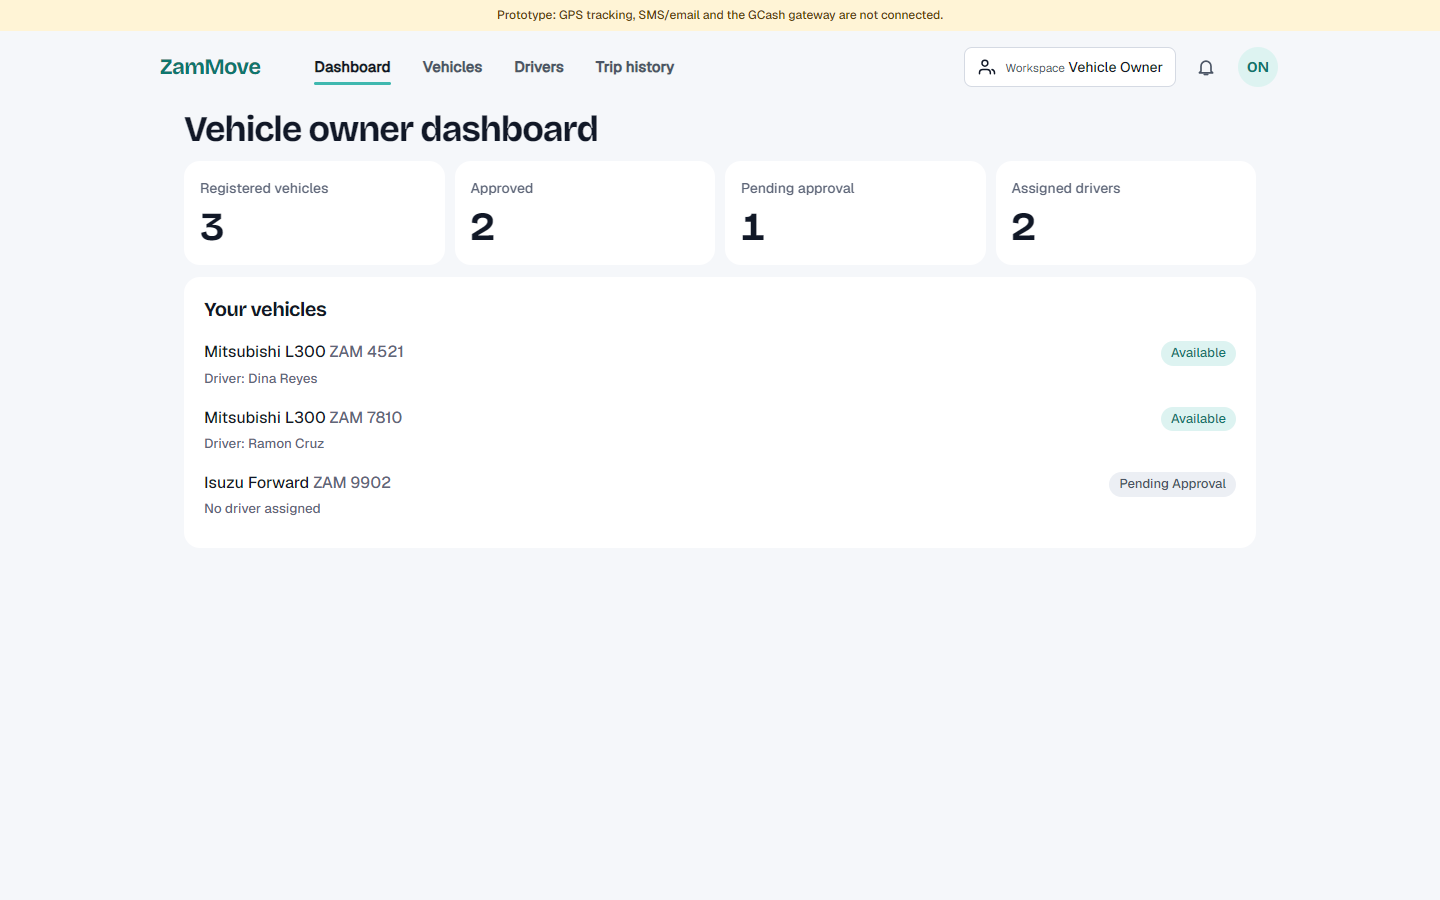 Prototype: GPS tracking, SMS/email and the GCash gateway are not connected.
ZamMove
Dashboard
Vehicles
Drivers
Trip history
Workspace Vehicle Owner
ON
Vehicle owner dashboard
Registered vehicles
3
Approved
2
Pending approval
1
Assigned drivers
2
Your vehicles
Mitsubishi L300 ZAM 4521
Available
Driver: Dina Reyes
Mitsubishi L300 ZAM 7810
Available
Driver: Ramon Cruz
Isuzu Forward ZAM 9902
Pending Approval
No driver assigned